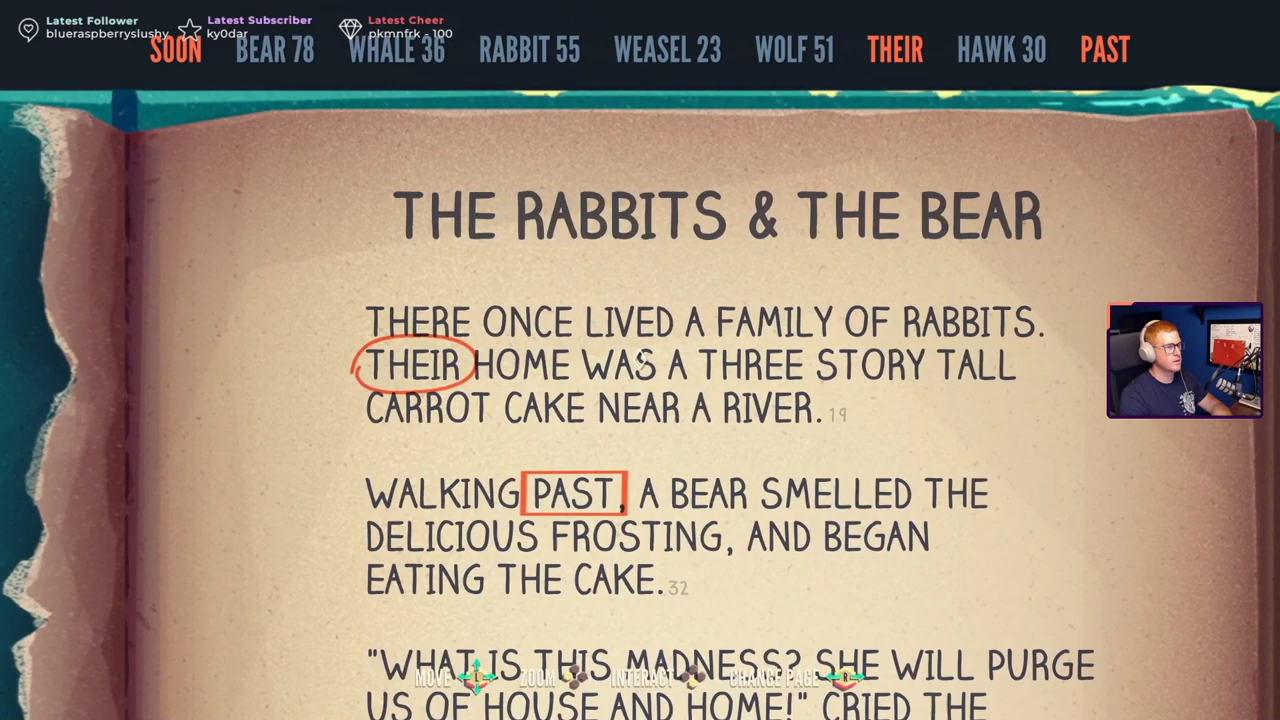 Latest Follower
blueraspberryslushy
Latest Subscriber
ky0dar
Latest Cheer
pkmnfrk - 100
SOON BEAR 78 WHALE 36 RABBIT 55 WEASEL 23 WOLF 51 THEIR HAWK 30 PAST
THE RABBITS & THE BEAR
THERE ONCE LIVED A FAMILY OF RABBITS.
THEIR HOME WAS A THREE STORY TALL
CARROT CAKE NEAR A RIVER. 19
WALKING PAST, A BEAR SMELLED THE
DELICIOUS FROSTING, AND BEGAN
EATING THE CAKE. 32
"WHAT IS THIS MADNESS? SHE WILL PURGE
MOVE L ZOOM INTERACT CHANGE PAGE R
US OF HOUSE AND HOME!" CRIED THE